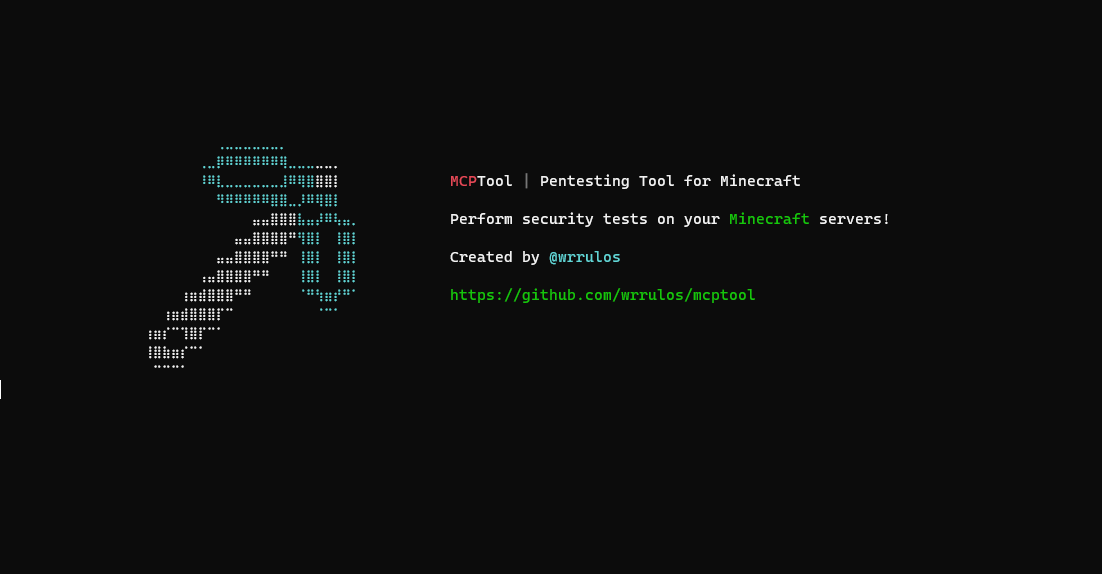 MCPTool | Pentesting Tool for Minecraft
Perform security tests on your Minecraft servers!
Created by @wrrulos
https://github.com/wrrulos/mcptool